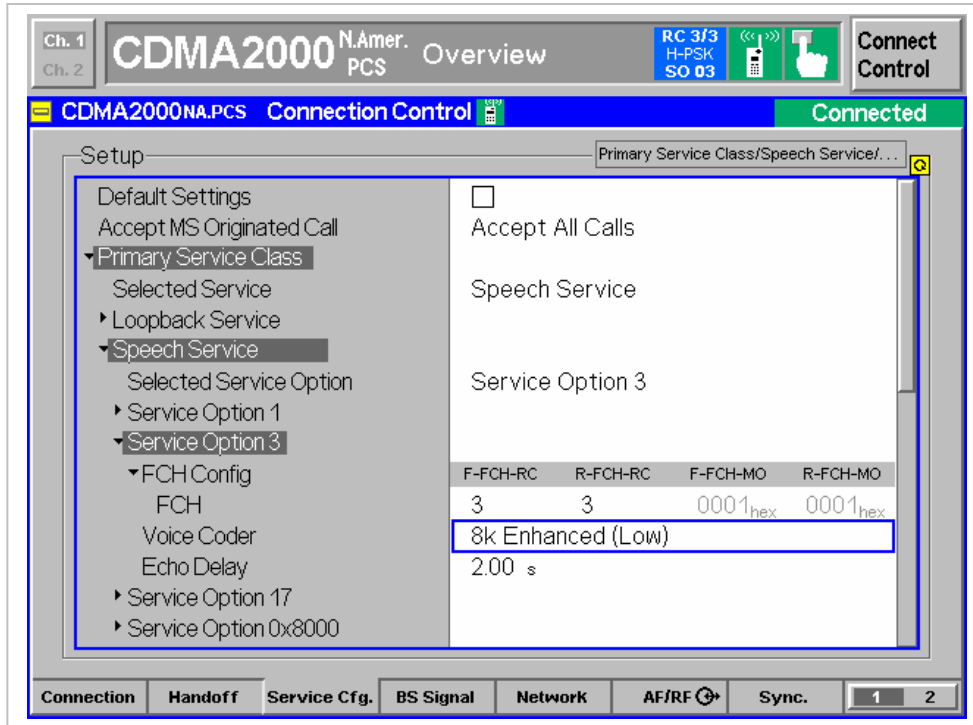 Ch. 1
Ch. 2
CDMA2000 N.Amer. PCS Overview
RC 3/3
H-PSK
SO 03
Connect
Control
CDMA2000NA.PCS Connection Control Connected
Setup Primary Service Class/Speech Service/...
Default Settings
Accept MS Originated Call Accept All Calls
Primary Service Class
Selected Service Speech Service
Loopback Service
Speech Service
Selected Service Option Service Option 3
Service Option 1
Service Option 3
FCH Config F-FCH-RC R-FCH-RC F-FCH-MO R-FCH-MO
FCH 3 3 0001hex 0001hex
Voice Coder 8k Enhanced (Low)
Echo Delay 2.00 s
Service Option 17
Service Option 0x8000
Connection Handoff Service Cfg. BS Signal Network AF/RF Sync. 1 2